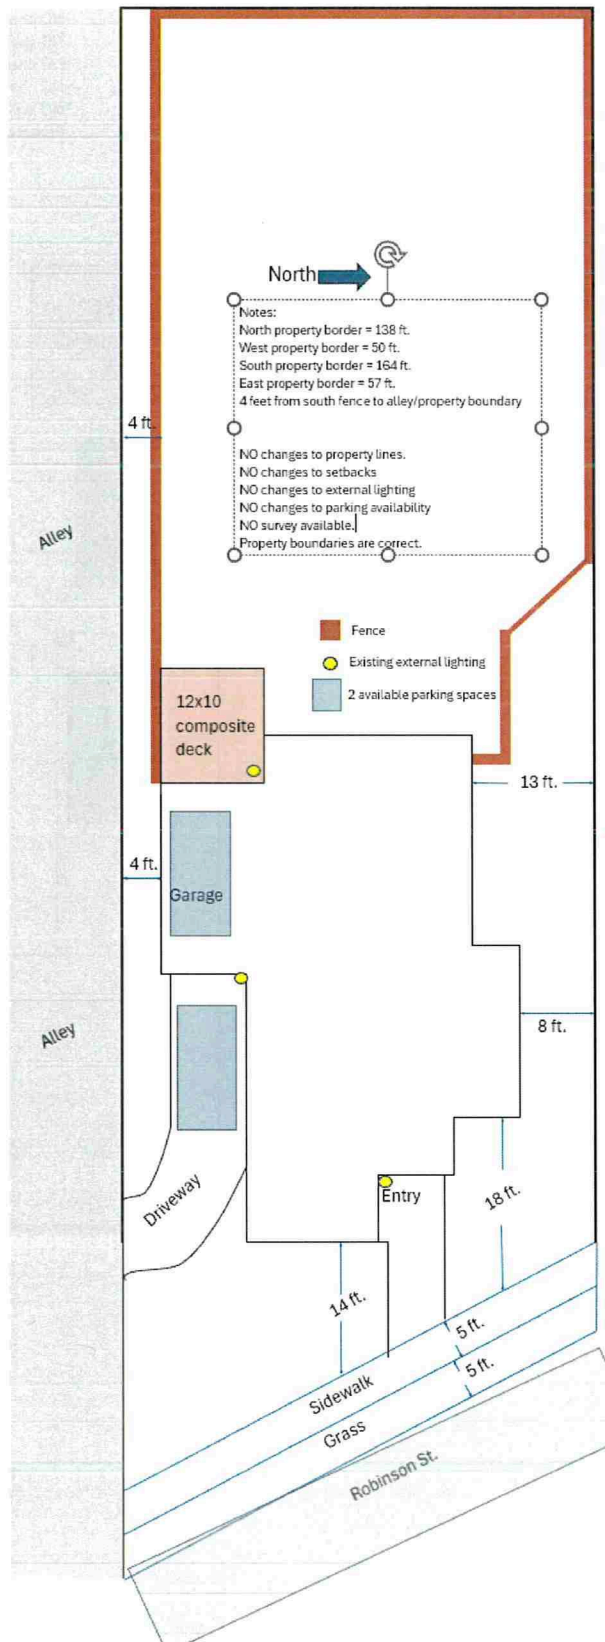 North
Notes:
North property border = 138 ft.
West property border = 50 ft.
South property border = 164 ft.
East property border = 57 ft.
4 feet from south fence to alley/property boundary
NO changes to property lines.
NO changes to setbacks
NO changes to external lighting
NO changes to parking availability
NO survey available.
Property boundaries are correct.
4 ft.
Alley
Fence
Existing external lighting
2 available parking spaces
12x10
composite
deck
13 ft.
4 ft.
Garage
8 ft.
Alley
Driveway
Entry
18 ft.
14 ft.
5 ft.
5 ft.
Sidewalk
Grass
Robinson St.